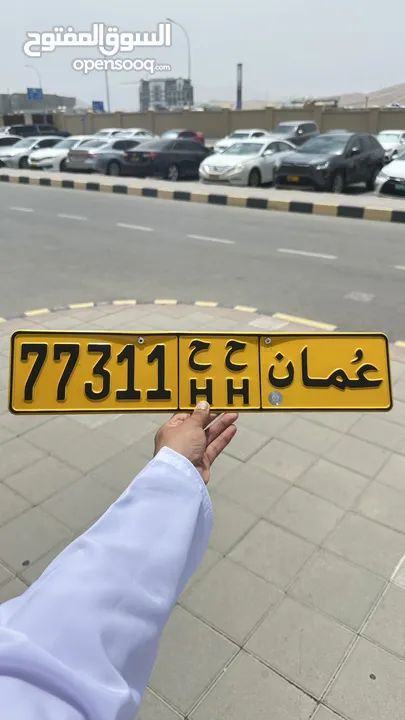 السوق المفتوح
opensooq.com
77311 ح ح عُمان
H H